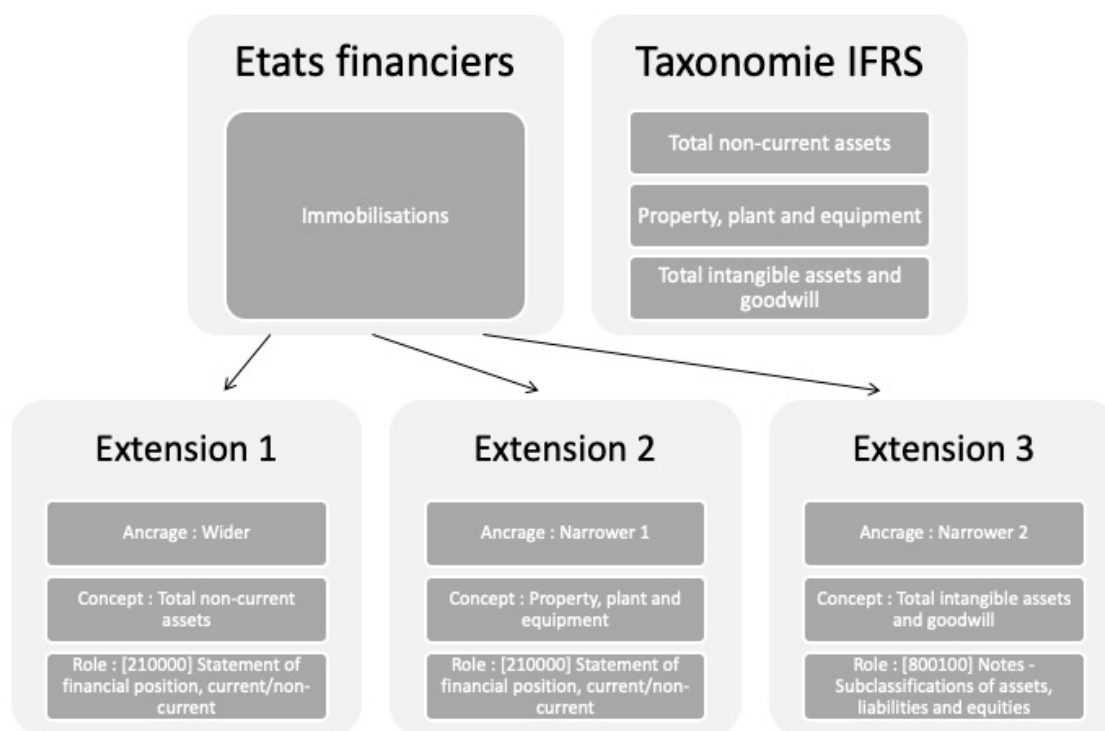 Etats financiers
Immobilisations
Taxonomie IFRS
Total non-current assets
Property, plant and equipment
Total intangible assets and
goodwill
Extension 1
Ancrage : Wider
Concept : Total non-current
assets
Role : [210000] Statement of
financial position, current/non-
current
Extension 2
Ancrage : Narrower 1
Concept : Property, plant and
equipment
Role : [210000] Statement of
financial position, current/non-
current
Extension 3
Ancrage : Narrower 2
Concept : Total intangible assets
and goodwill
Role : [800100] Notes -
Subclassifications of assets,
liabilities and equities